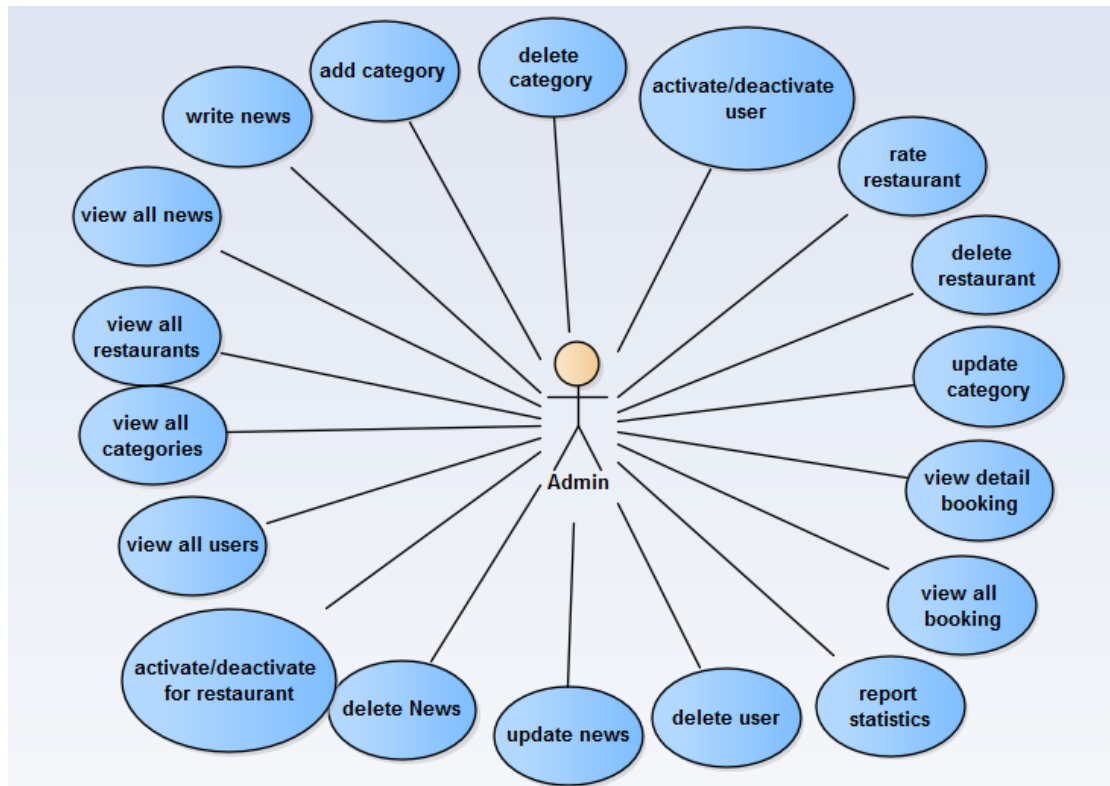 add category
delete
category
activate/deactivate
user
write news
rate
restaurant
view all news
delete
restaurant
view all
restaurants
update
category
view all
categories
view detail
booking
Admin
view all users
view all
booking
activate/deactivate
for restaurant
delete News
update news
delete user
report
statistics